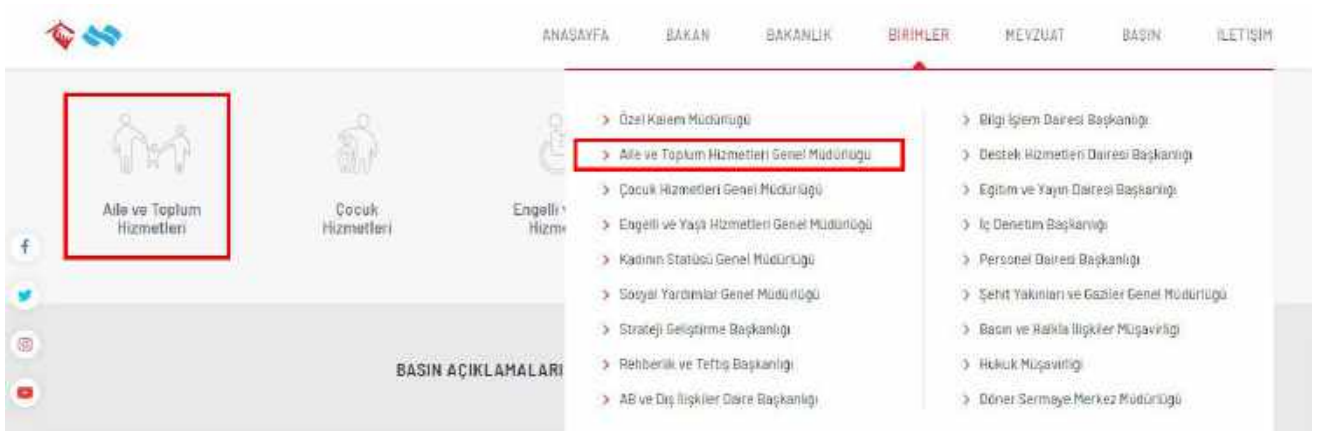 ANASAYFA BAKAN BAKANLIK BİRİMLER MEVZUAT BASIN İLETİŞİM
Aile ve Toplum
Hizmetleri
Çocuk
Hizmetleri
Engelli
> Özel Kalem Müdürlüğü
> Aile ve Toplum Hizmetleri Genel Müdürlüğü
> Çocuk Hizmetleri Genel Müdürlüğü
> Engelli ve Yaşlı Hizmetleri Genel Müdürlüğü
> Kadının Statüsü Genel Müdürlüğü
> Sosyal Yardımlar Genel Müdürlüğü
> Strateji Geliştirme Başkanlığı
> Rehberlik ve Teftiş Başkanlığı
> AB ve Dış İlişkiler Daire Başkanlığı
> Bilgi İşlem Dairesi Başkanlığı
> Destek Hizmetleri Dairesi Başkanlığı
> Eğitim ve Yayın Dairesi Başkanlığı
> İç Denetim Başkanlığı
> Personel Dairesi Başkanlığı
> Şehit Yakınları ve Gaziler Genel Müdürlüğü
> Basın ve Halkla İlişkiler Müşavirliği
> Hukuk Müşavirliği
> Döner Sermaye Merkez Müdürlüğü
BASIN AÇIKLAMALARI